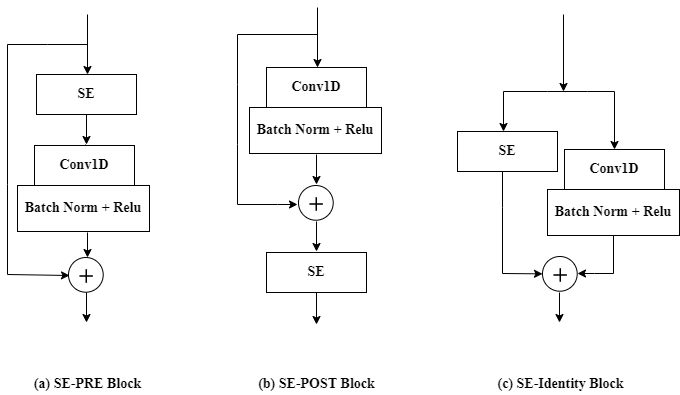 SE
Conv1D
Batch Norm + Relu
+
(a) SE-PRE Block
Conv1D
Batch Norm + Relu
+
SE
(b) SE-POST Block
SE
Conv1D
Batch Norm + Relu
+
(c) SE-Identity Block